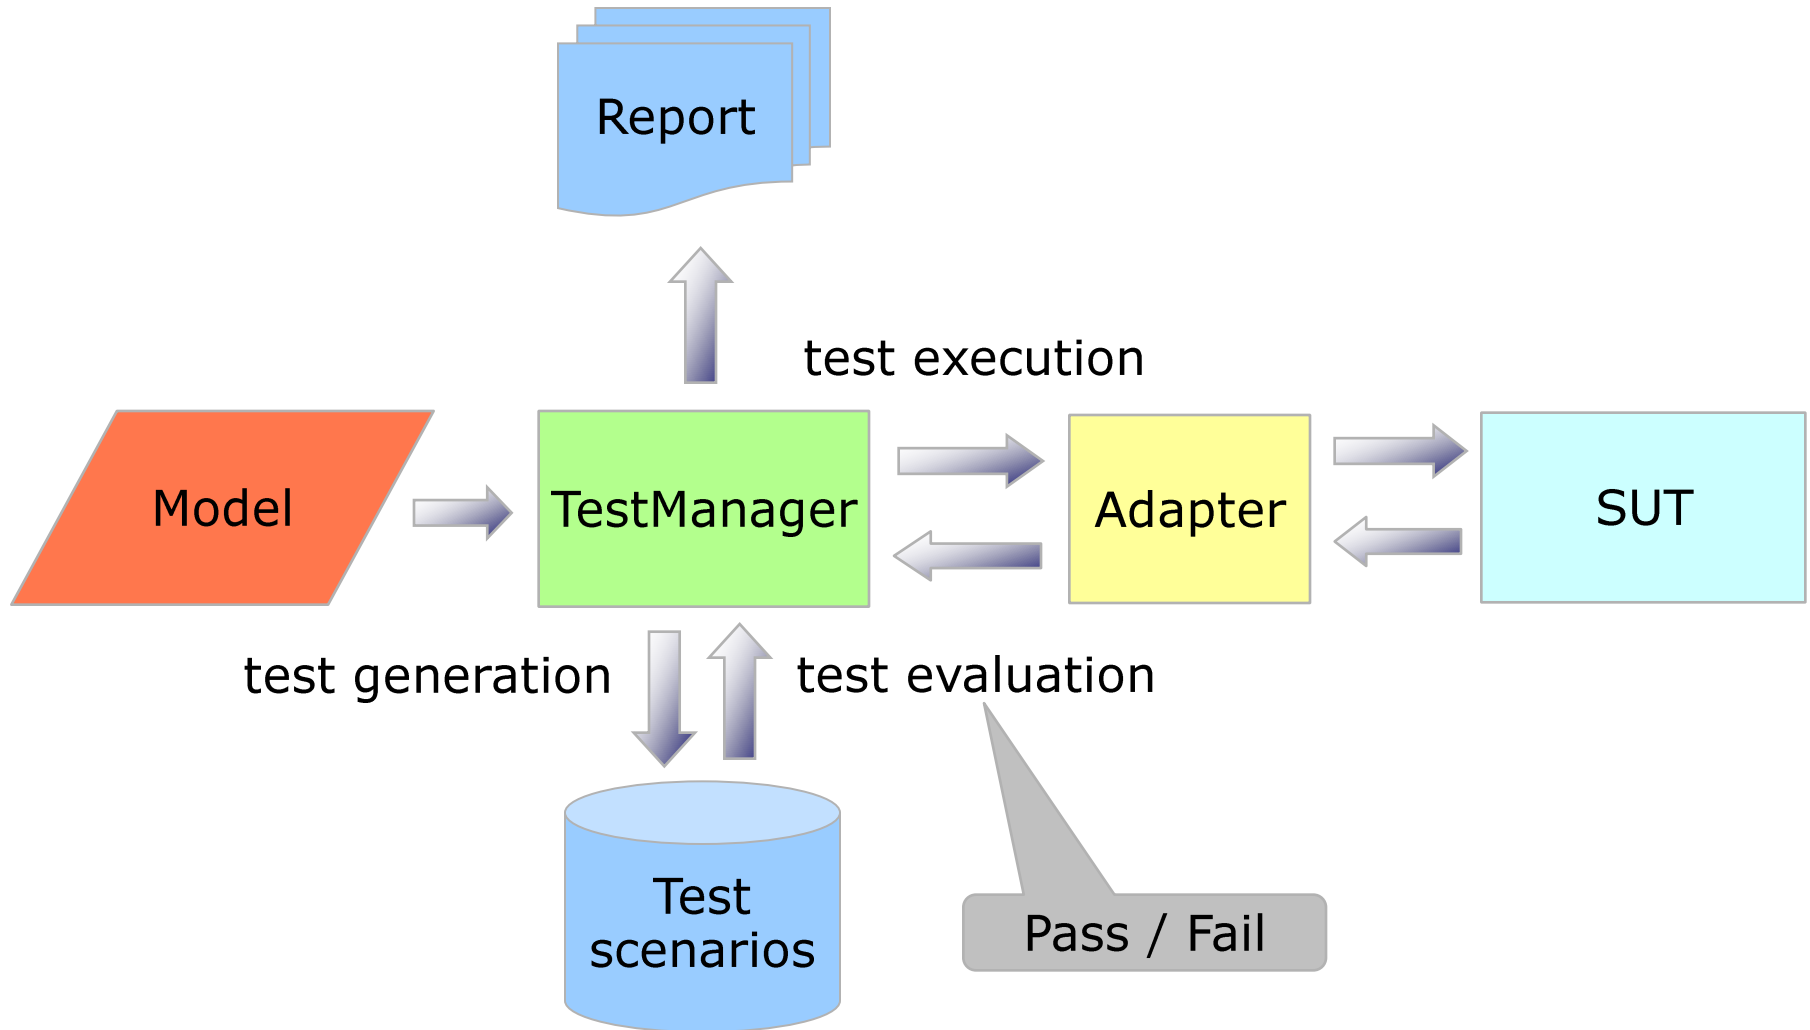 Report
test execution
Model
TestManager
Adapter
SUT
test generation
test evaluation
Test
scenarios
Pass / Fail